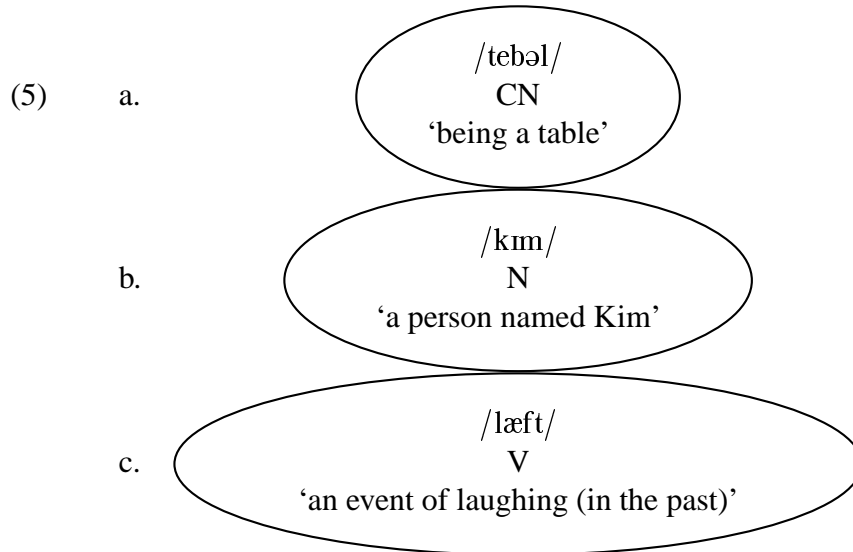 /tebəl/
(5) a. CN
‘being a table’
/kɪm/
b. N
‘a person named Kim’
/læft/
c. V
‘an event of laughing (in the past)’